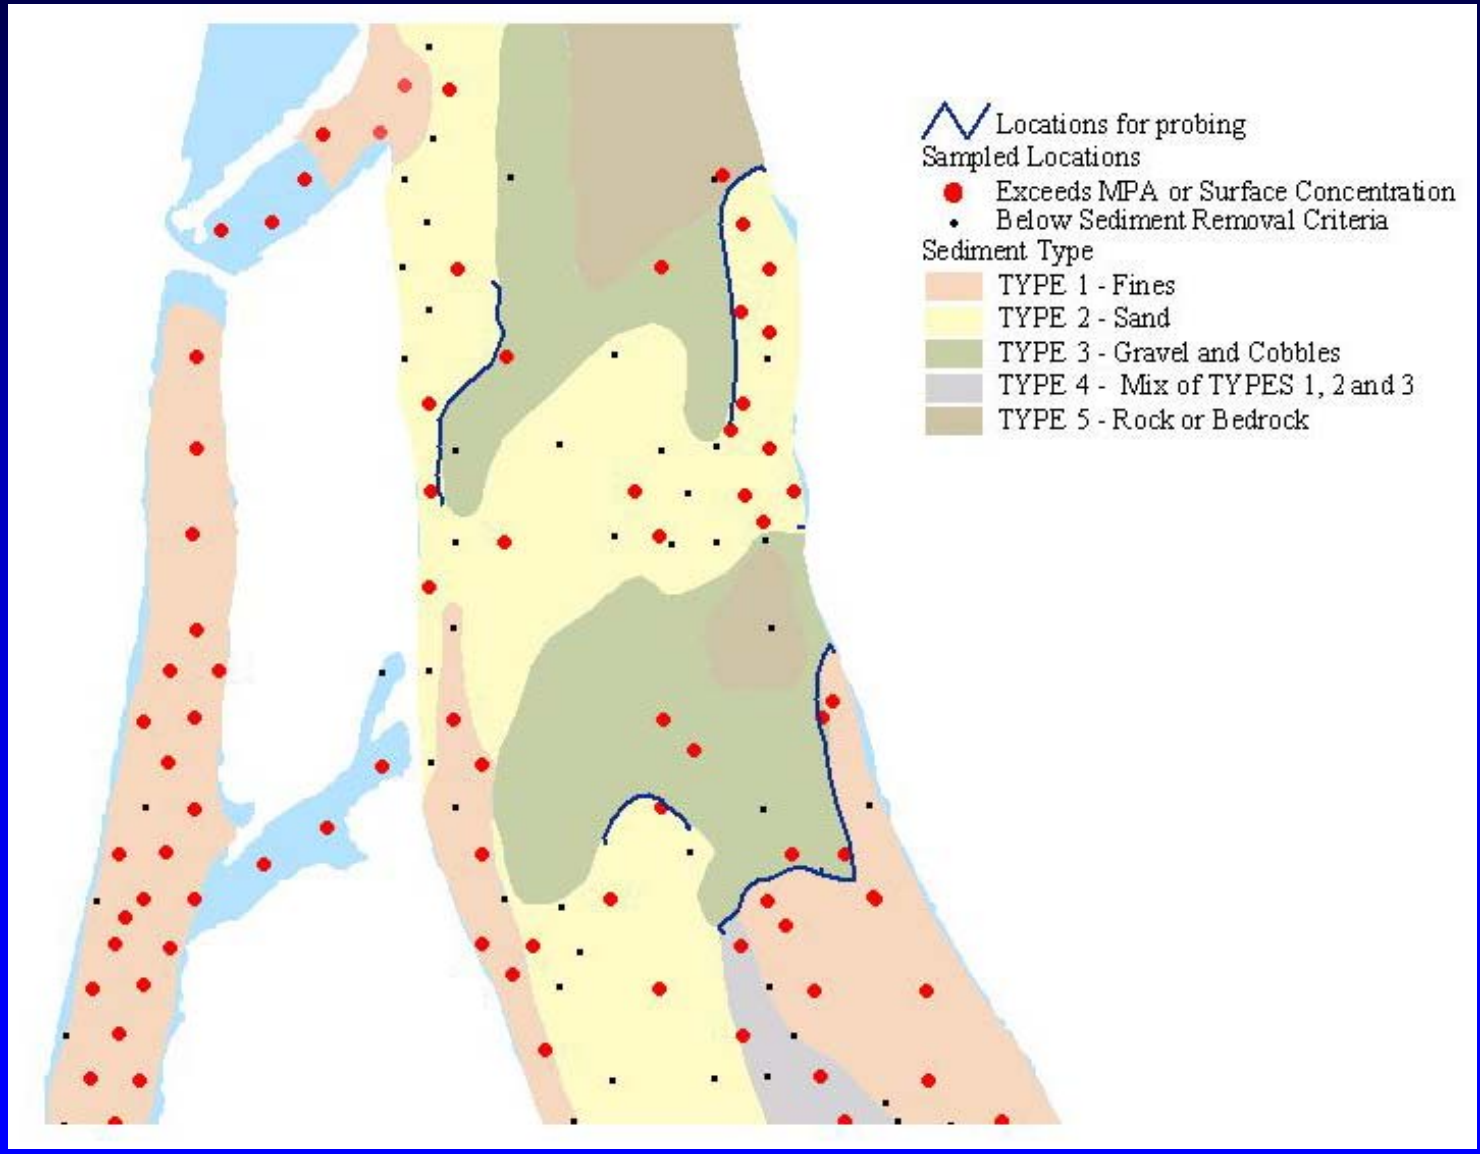 Locations for probing
Sampled Locations
Exceeds MPA or Surface Concentration
Below Sediment Removal Criteria
Sediment Type
TYPE 1 - Fines
TYPE 2 - Sand
TYPE 3 - Gravel and Cobbles
TYPE 4 - Mix of TYPES 1, 2 and 3
TYPE 5 - Rock or Bedrock